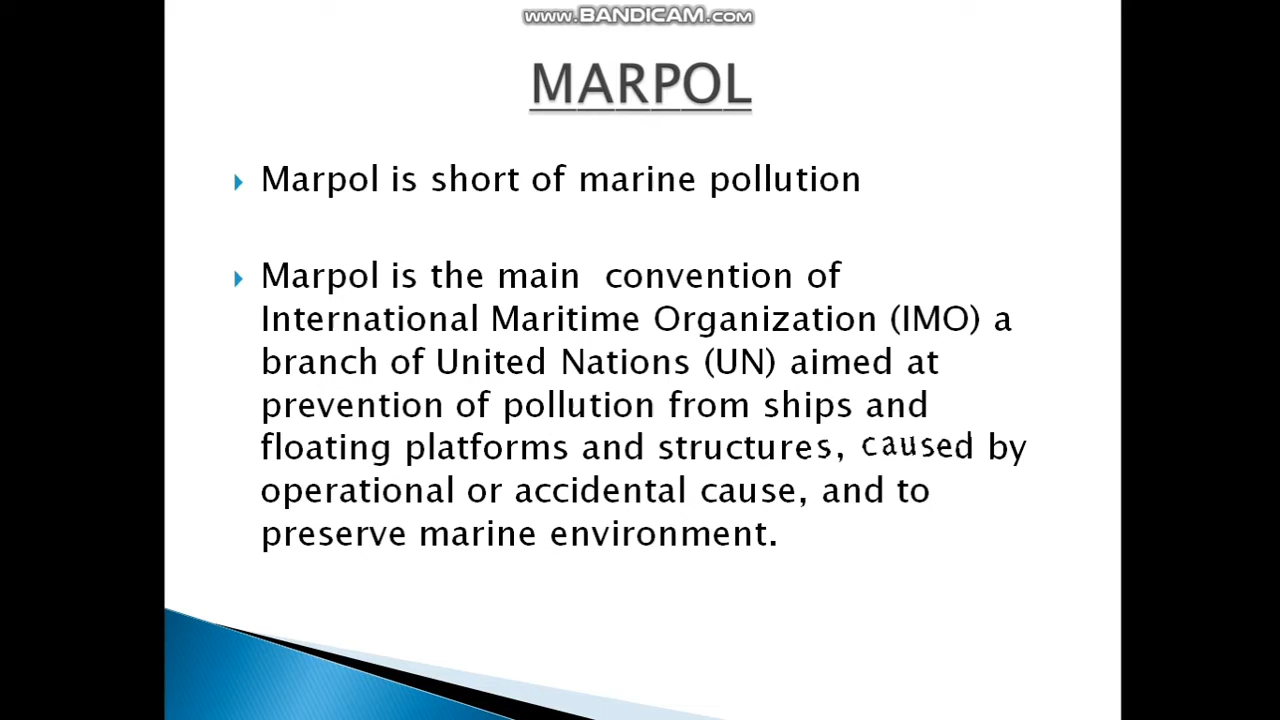 www.BANDICAM.com
MARPOL
Marpol is short of marine pollution
Marpol is the main convention of
International Maritime Organization (IMO) a
branch of United Nations (UN) aimed at
prevention of pollution from ships and
floating platforms and structures, caused by
operational or accidental cause, and to
preserve marine environment.